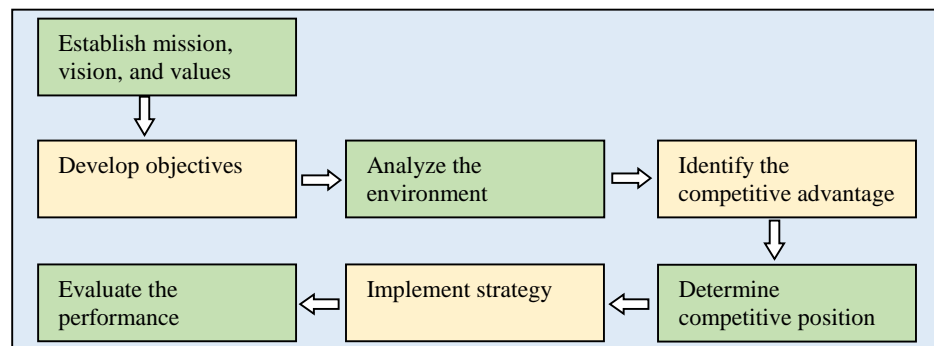 Establish mission,
vision, and values
Develop objectives
Analyze the
environment
Identify the
competitive advantage
Determine
competitive position
Implement strategy
Evaluate the
performance